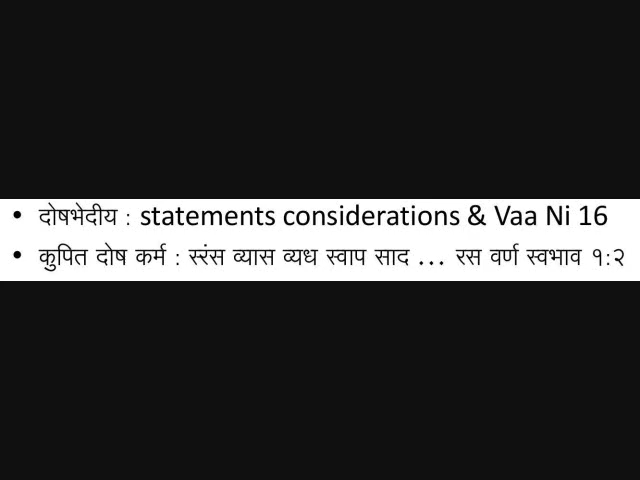 • दोषभेदीय : statements considerations & Vaa Ni 16
• कुपित दोष कर्म : स्रंस व्यास व्यध स्वाप साद ... रस वर्ण स्वभाव १:२